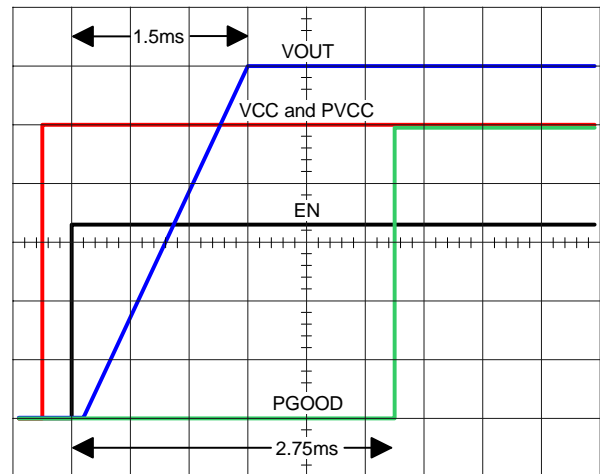 1.5ms
VOUT
VCC and PVCC
EN
PGOOD
2.75ms